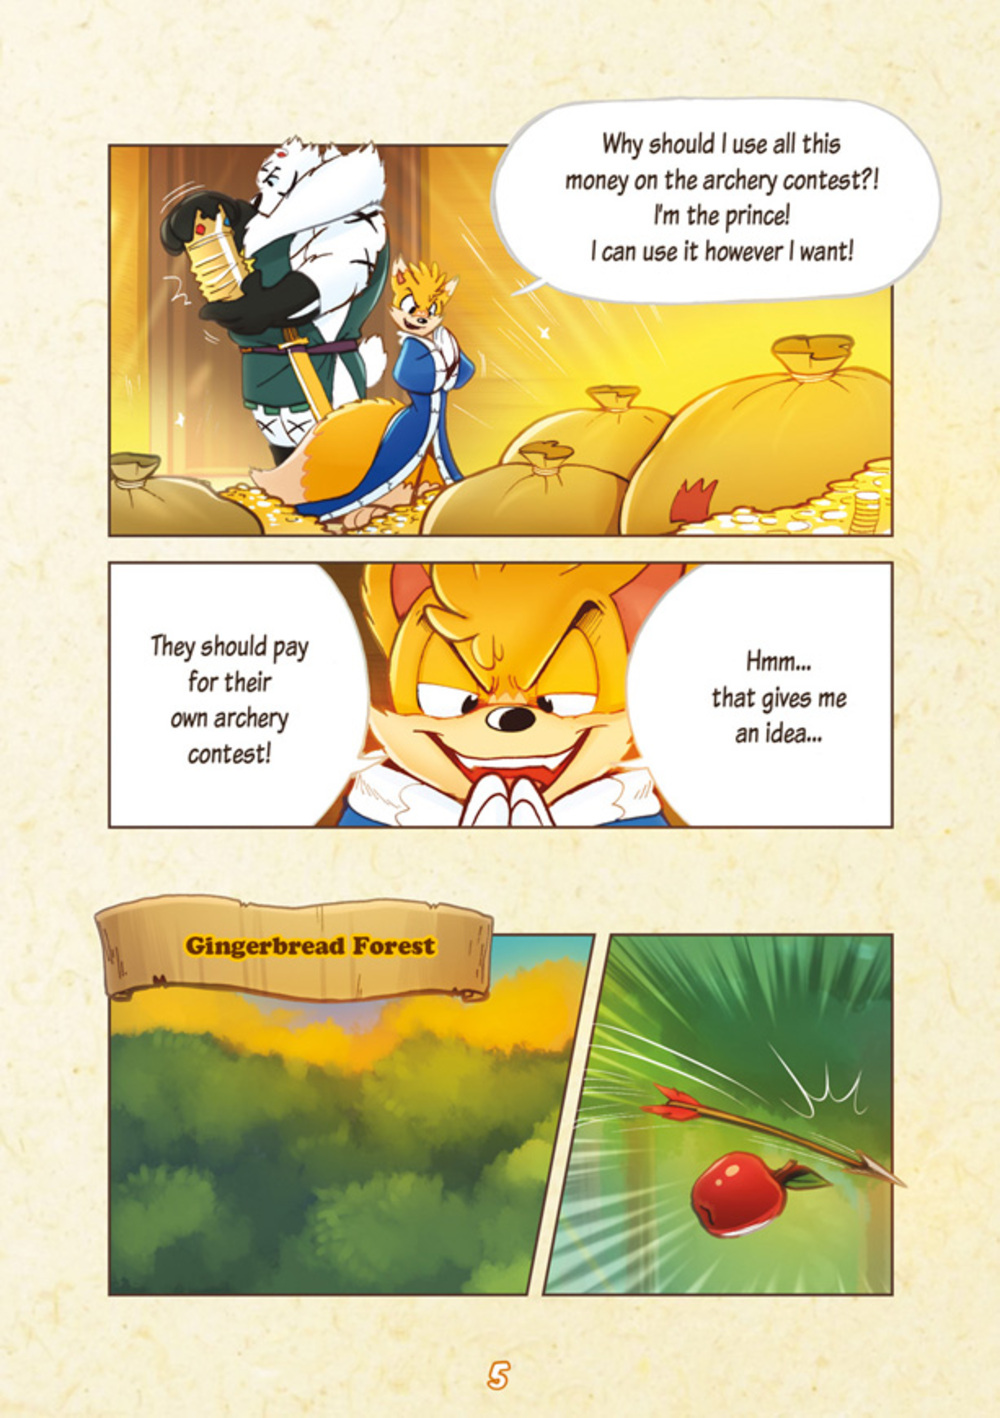 Why should I use all this
money on the archery contest?!
I'm the prince!
I can use it however I want!
They should pay
for their
own archery
contest!
Hmm...
that gives me
an idea...
Gingerbread Forest
5